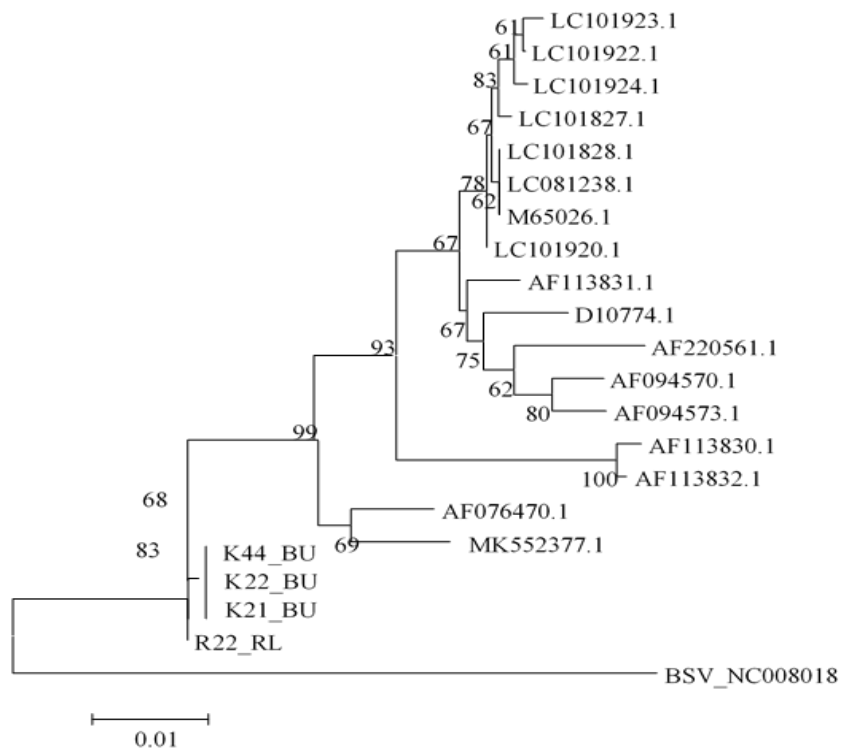 61 LC101923.1
61 LC101922.1
83 LC101924.1
LC101827.1
67
LC101828.1
78 LC081238.1
62
M65026.1
67 LC101920.1
AF113831.1
D10774.1
67
93 AF220561.1
75
62 AF094570.1
80 AF094573.1
99 AF113830.1
100 AF113832.1
68
AF076470.1
69 MK552377.1
83 K44_BU
K22_BU
K21_BU
R22_RL
BSV_NC008018
0.01